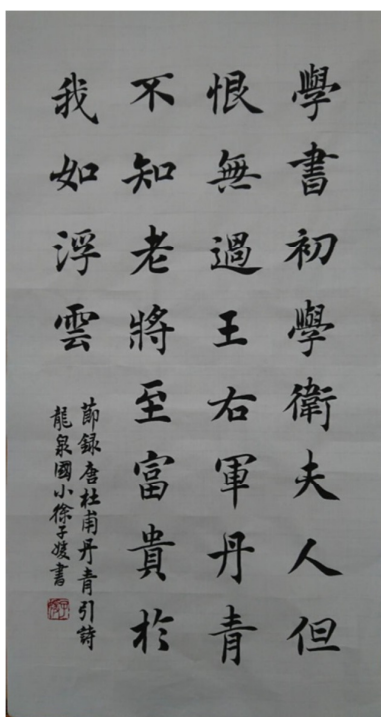 學書初學衛夫人但
恨無過王右軍丹青
不知老將至富貴於
我如浮雲
節録唐杜甫丹青引詩
龍泉國小徐子媛書